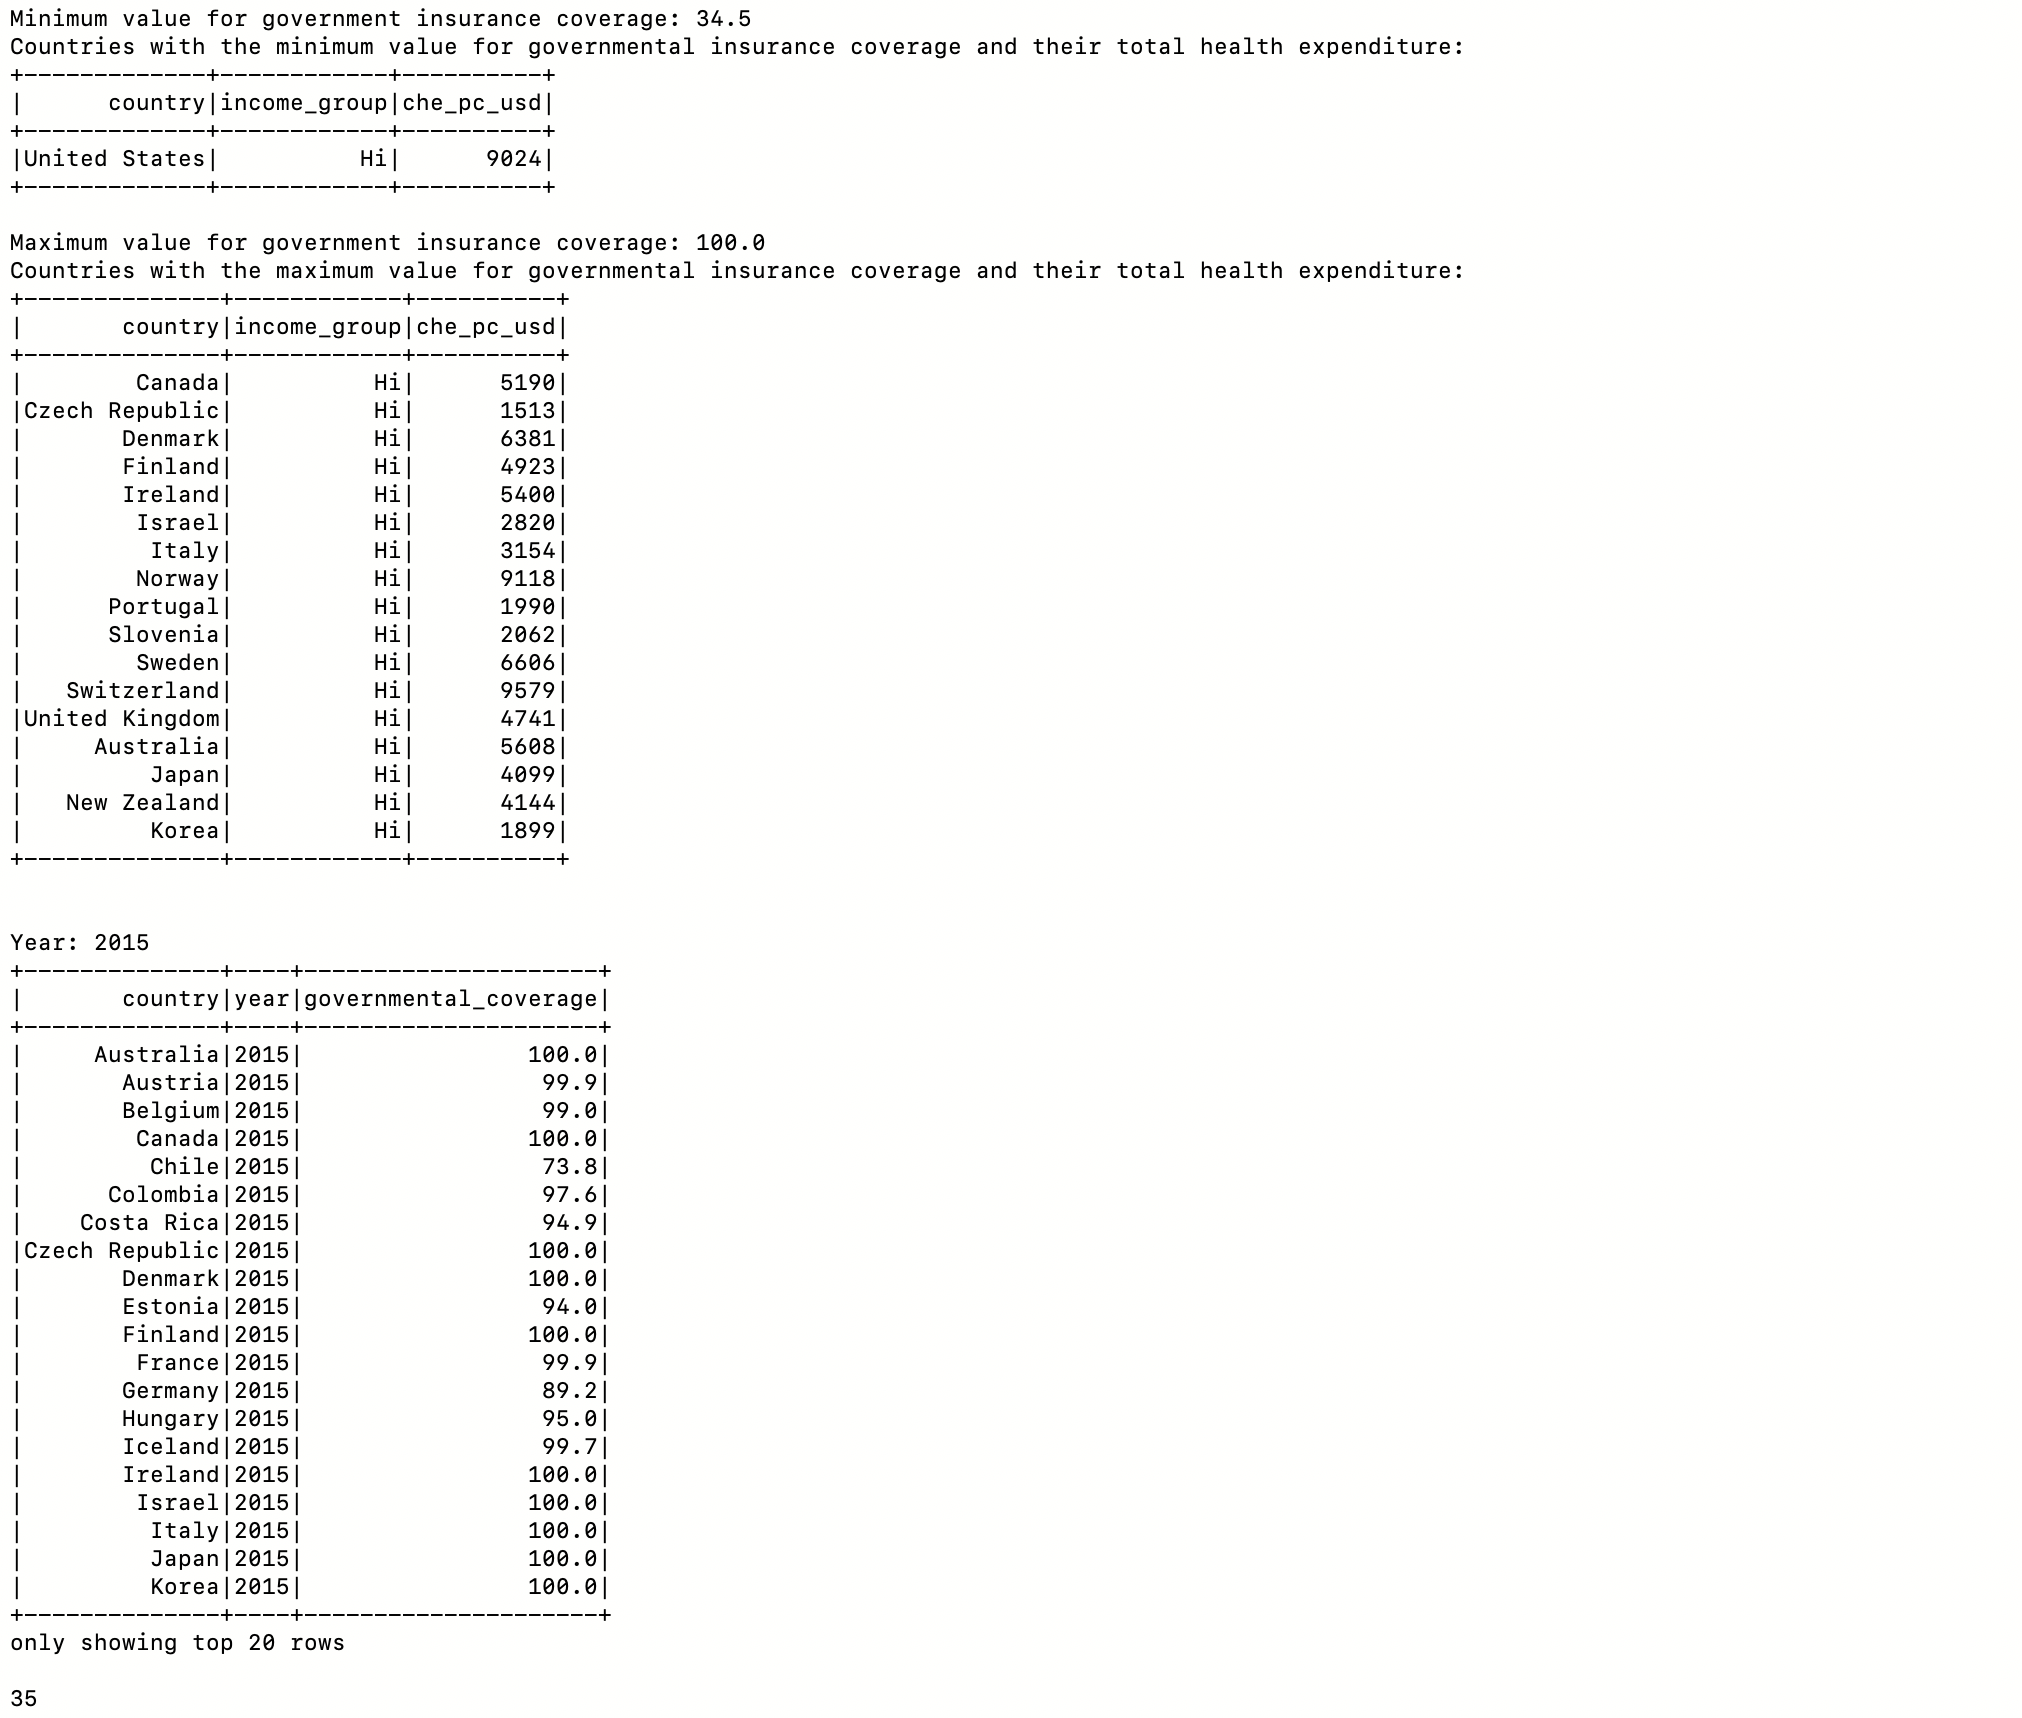 Minimum value for government insurance coverage: 34.5
Countries with the minimum value for governmental insurance coverage and their total health expenditure:
+-------------+------------+----------+
|      country|income_group|che_pc_usd|
+-------------+------------+----------+
|United States|          Hi|      9024|
+-------------+------------+----------+

Maximum value for government insurance coverage: 100.0
Countries with the maximum value for governmental insurance coverage and their total health expenditure:
+--------------+------------+----------+
|       country|income_group|che_pc_usd|
+--------------+------------+----------+
|        Canada|          Hi|      5190|
|Czech Republic|          Hi|      1513|
|       Denmark|          Hi|      6381|
|       Finland|          Hi|      4923|
|       Ireland|          Hi|      5400|
|        Israel|          Hi|      2820|
|         Italy|          Hi|      3154|
|        Norway|          Hi|      9118|
|      Portugal|          Hi|      1990|
|      Slovenia|          Hi|      2062|
|        Sweden|          Hi|      6606|
|   Switzerland|          Hi|      9579|
|United Kingdom|          Hi|      4741|
|     Australia|          Hi|      5608|
|         Japan|          Hi|      4099|
|   New Zealand|          Hi|      4144|
|         Korea|          Hi|      1899|
+--------------+------------+----------+

Year: 2015
+--------------+----+---------------------+
|       country|year|governmental_coverage|
+--------------+----+---------------------+
|     Australia|2015|                100.0|
|       Austria|2015|                 99.9|
|       Belgium|2015|                 99.0|
|        Canada|2015|                100.0|
|         Chile|2015|                 73.8|
|      Colombia|2015|                 97.6|
|    Costa Rica|2015|                 94.9|
|Czech Republic|2015|                100.0|
|       Denmark|2015|                100.0|
|       Estonia|2015|                 94.0|
|       Finland|2015|                100.0|
|        France|2015|                 99.9|
|       Germany|2015|                 89.2|
|       Hungary|2015|                 95.0|
|       Iceland|2015|                 99.7|
|       Ireland|2015|                100.0|
|        Israel|2015|                100.0|
|         Italy|2015|                100.0|
|         Japan|2015|                100.0|
|         Korea|2015|                100.0|
+--------------+----+---------------------+
only showing top 20 rows

35